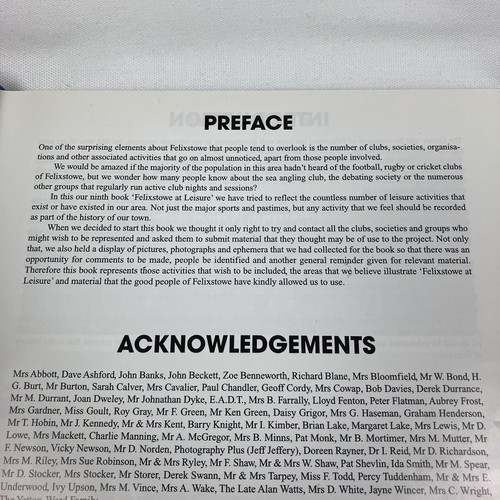 PREFACE
One of the surprising elements about Felixstowe that people tend to overlook is the number of clubs, societies, organisa-
tions and other associated activities that go on almost unnoticed, apart from those people involved.
We would be amazed if the majority of the population in this area hadn't heard of the football, rugby or cricket clubs
of Felixstowe, but we wonder how many people know about the sea angling club, the debating society or the numerous
other groups that regularly run active club nights and sessions?
In this our ninth book 'Felixstowe at Leisure' we have tried to reflect the countless number of leisure activities that
exist or have existed in our area. Not just the major sports and pastimes, but any activity that we feel should be recorded
as part of the history of our town.
When we decided to start this book we thought it only right to try and contact all the clubs, societies and groups who
might wish to be represented and asked them to submit material that they thought may be of use to the project. Not only
that, we also held a display of pictures, photographs and ephemera that we had collected for the book so that there was an
opportunity for comments to be made, people be identified and another general reminder given for relevant material.
Therefore this book represents those activities that wish to be included, the areas that we believe illustrate 'Felixstowe at
Leisure' and material that the good people of Felixstowe have kindly allowed us to use.
ACKNOWLEDGEMENTS
Mrs Abbott, Dave Ashford, John Banks, John Beckett, Zoe Benneworth, Richard Blane, Mrs Bloomfield, Mr W. Bond, H.
G. Burt, Mr Burton, Sarah Calver, Mrs Cavalier, Paul Chandler, Geoff Cordy, Mrs Cowap, Bob Davies, Derek Durrance,
Mr M. Durrant, Joan Dweley, Mr Johnathan Dyke, E.A.D.T., Mrs B. Farrally, Lloyd Fenton, Peter Flatman, Aubrey Frost,
Mrs Gardner, Miss Goult, Roy Gray, Mr F. Green, Mr Ken Green, Daisy Grigor, Mrs G. Haseman, Graham Henderson,
Mr T. Hobin, Mr J. Kennedy, Mr & Mrs Kent, Barry Knight, Mr I. Kimber, Brian Lake, Margaret Lake, Mrs Lewis, Mr D.
Lowe, Mrs Mackett, Charlie Manning, Mr A. McGregor, Mrs B. Minns, Pat Monk, Mr B. Mortimer, Mrs M. Mutter, Mr
F. Newson, Vicky Newson, Mr D. Norden, Photography Plus (Jeff Jeffery), Doreen Rayner, Dr I. Reid, Mr D. Richardson,
Mrs M. Riley, Mrs Sue Robinson, Mr & Mrs Ryley, Mr F. Shaw, Mr & Mrs W. Shaw, Pat Shevlin, Ida Smith, Mr M. Spear,
Mr D. Stocker, Mrs Stocker, Mr Storer, Derek Swann, Mr & Mrs Tarpey, Miss F. Todd, Percy Tuddenham, Mr & Mrs E.
Underwood, Ivy Upson, Mrs M. Vince, Mrs A. Wake, The Late Alan Watts, Mrs D. White, Jayne Wincer, Mrs C. Wright